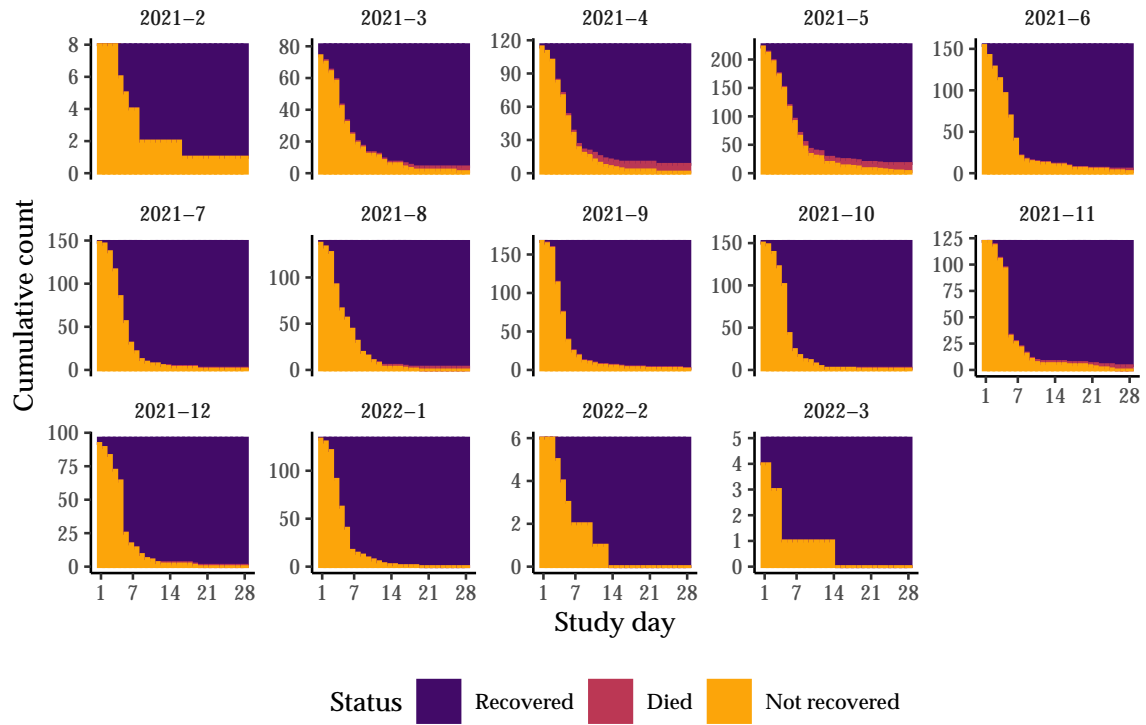 2021–2 2021–3 2021–4 2021–5 2021–6
8 6 4 2 0
80 60 40 20 0
120 90 60 30 0
200 150 100 50 0
150 100 50 0
2021–7 2021–8 2021–9 2021–10 2021–11
150 100 50 0
100 50 0
150 100 50 0
150 100 50 0
125 100 75 50 25 0
1 7 14 21 28
2021–12 2022–1 2022–2 2022–3
100 75 50 25 0
100 50 0
6 4 2 0
5 4 3 2 1 0
1 7 14 21 28 1 7 14 21 28 1 7 14 21 28 1 7 14 21 28
Cumulative count
Study day
Status Recovered Died Not recovered